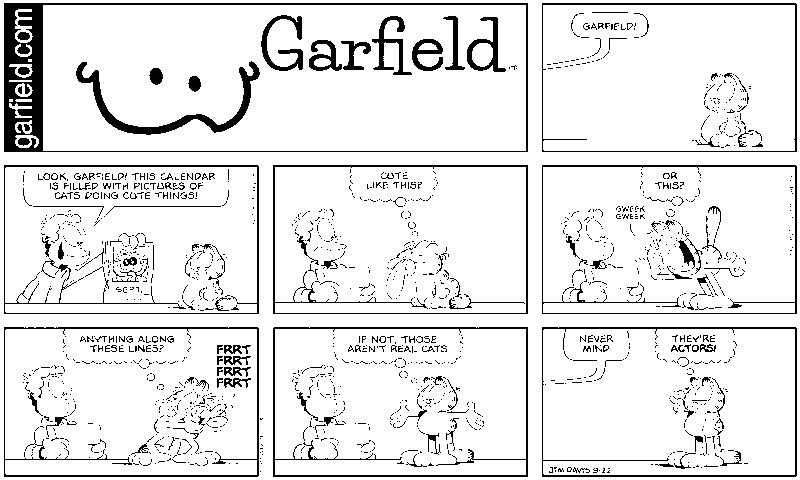 garfield.com
Garfield
GARFIELD!
LOOK, GARFIELD! THIS CALENDAR
IS FILLED WITH PICTURES OF
CATS DOING CUTE THINGS!
SEPT.
CUTE
LIKE THIS?
OR
THIS?
GWEEK
GWEEK
ANYTHING ALONG
THESE LINES?
FRRT
FRRT
FRRT
FRRT
IF NOT, THOSE
AREN'T REAL CATS
NEVER
MIND
THEY'RE
ACTORS!
JIM DAVIS 9-22